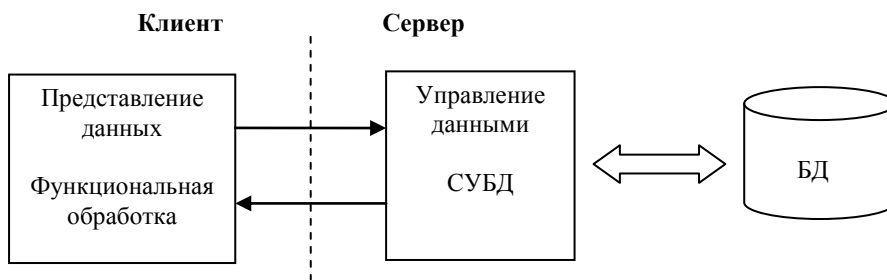 Клиент
Сервер
Представление
данных
Функциональная
обработка
Управление
данными
СУБД
БД